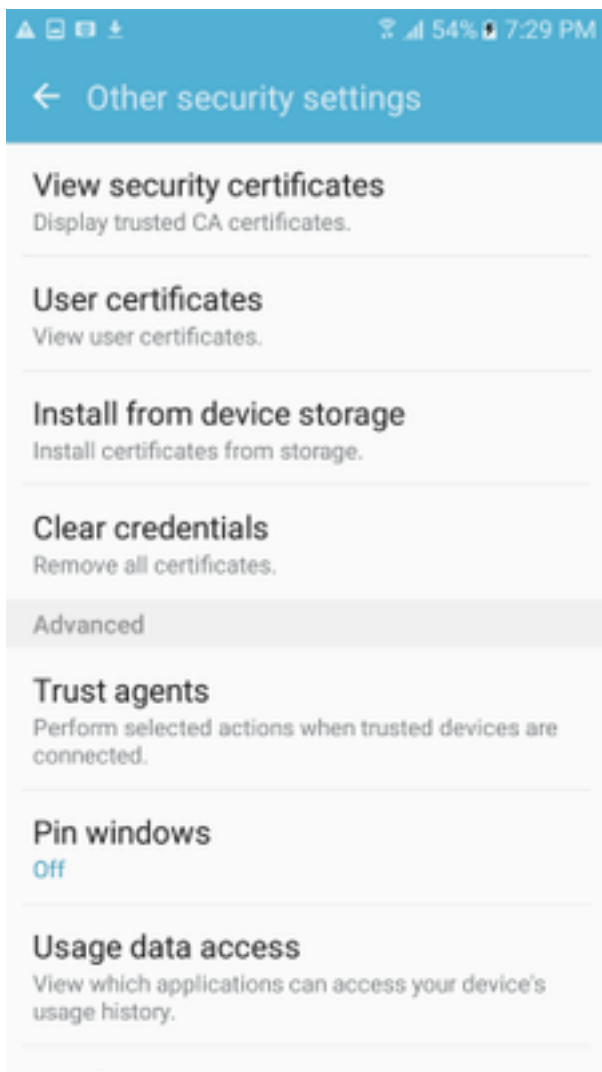 54% 7:29 PM
Other security settings
View security certificates
Display trusted CA certificates.
User certificates
View user certificates.
Install from device storage
Install certificates from storage.
Clear credentials
Remove all certificates.
Advanced
Trust agents
Perform selected actions when trusted devices are
connected.
Pin windows
Off
Usage data access
View which applications can access your device's
usage history.